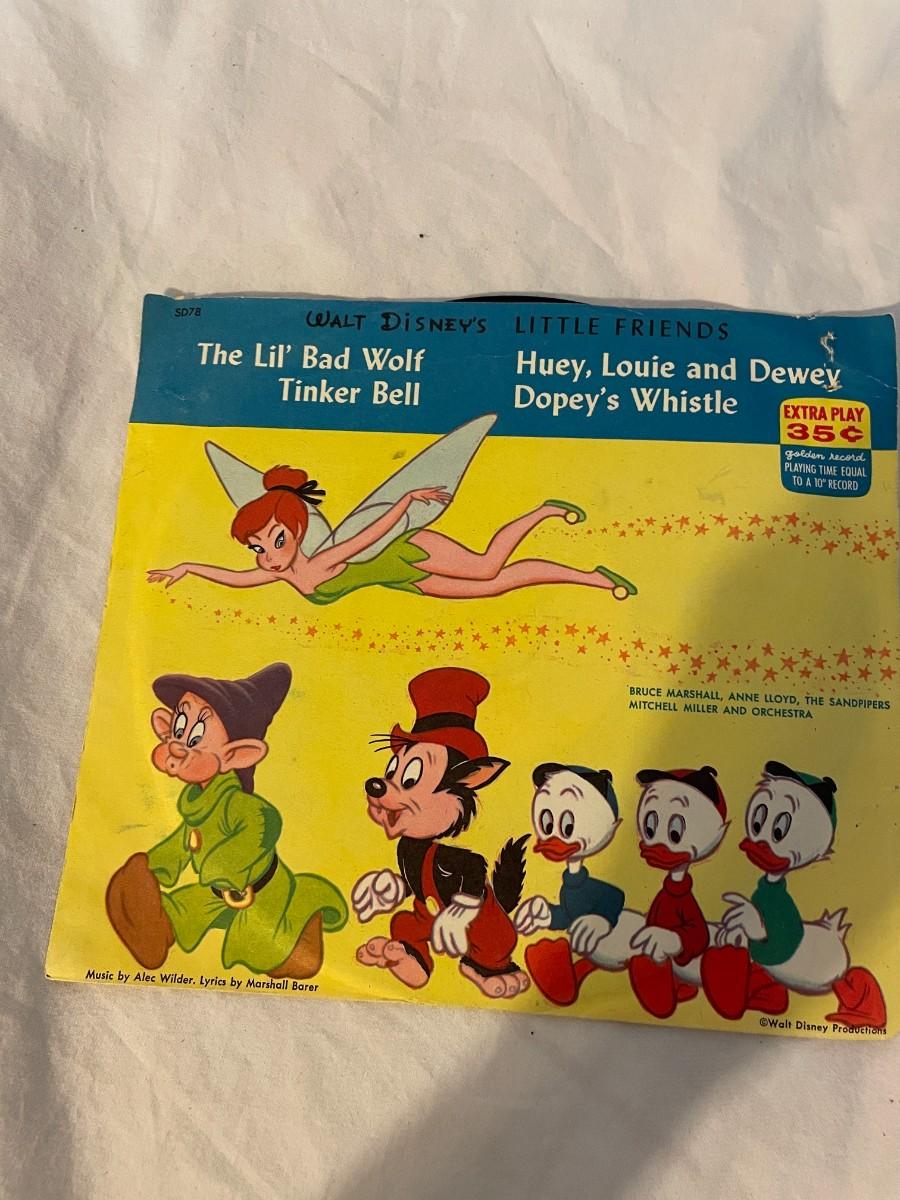 SD78
WALT DISNEY'S LITTLE FRIENDS
The Lil' Bad Wolf
Tinker Bell
Huey, Louie and Dewey
Dopey's Whistle
EXTRA PLAY
35¢
golden record
PLAYING TIME EQUAL
TO A 10" RECORD
BRUCE MARSHALL, ANNE LLOYD, THE SANDPIPERS
MITCHELL MILLER AND ORCHESTRA
Music by Alec Wilder. Lyrics by Marshall Barer
©Walt Disney Productions